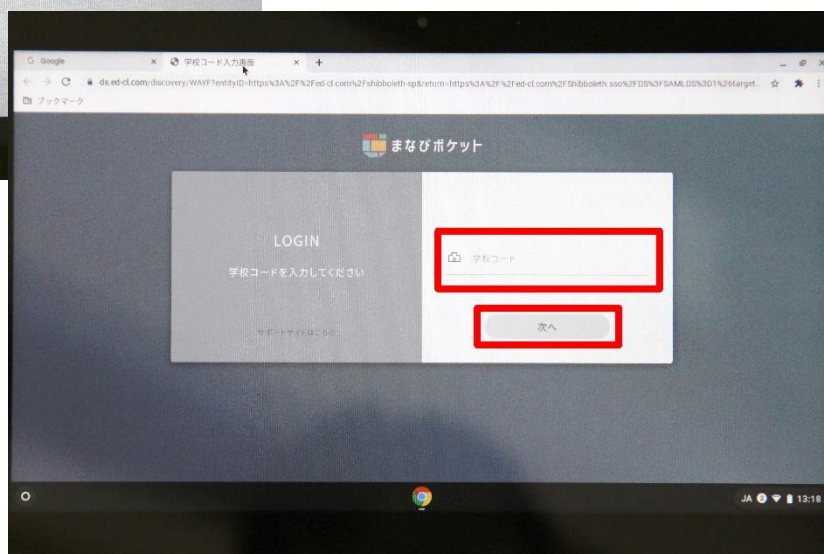 Google
学校コード入力画面
ds.ed-cl.com/discovery/WAYF?entityID=https%3A%2F%2Fed-cl.com%2Fshibboleth-sp&return=https%3A%2F%2Fed-cl.com%2FShibboleth.sso%2FDS%3FSAMLDS%3D1%26target...
ブックマーク
まなびポケット
LOGIN
学校コードを入力してください
サポートサイトはこちら
学校コード
次へ
JA 13:18